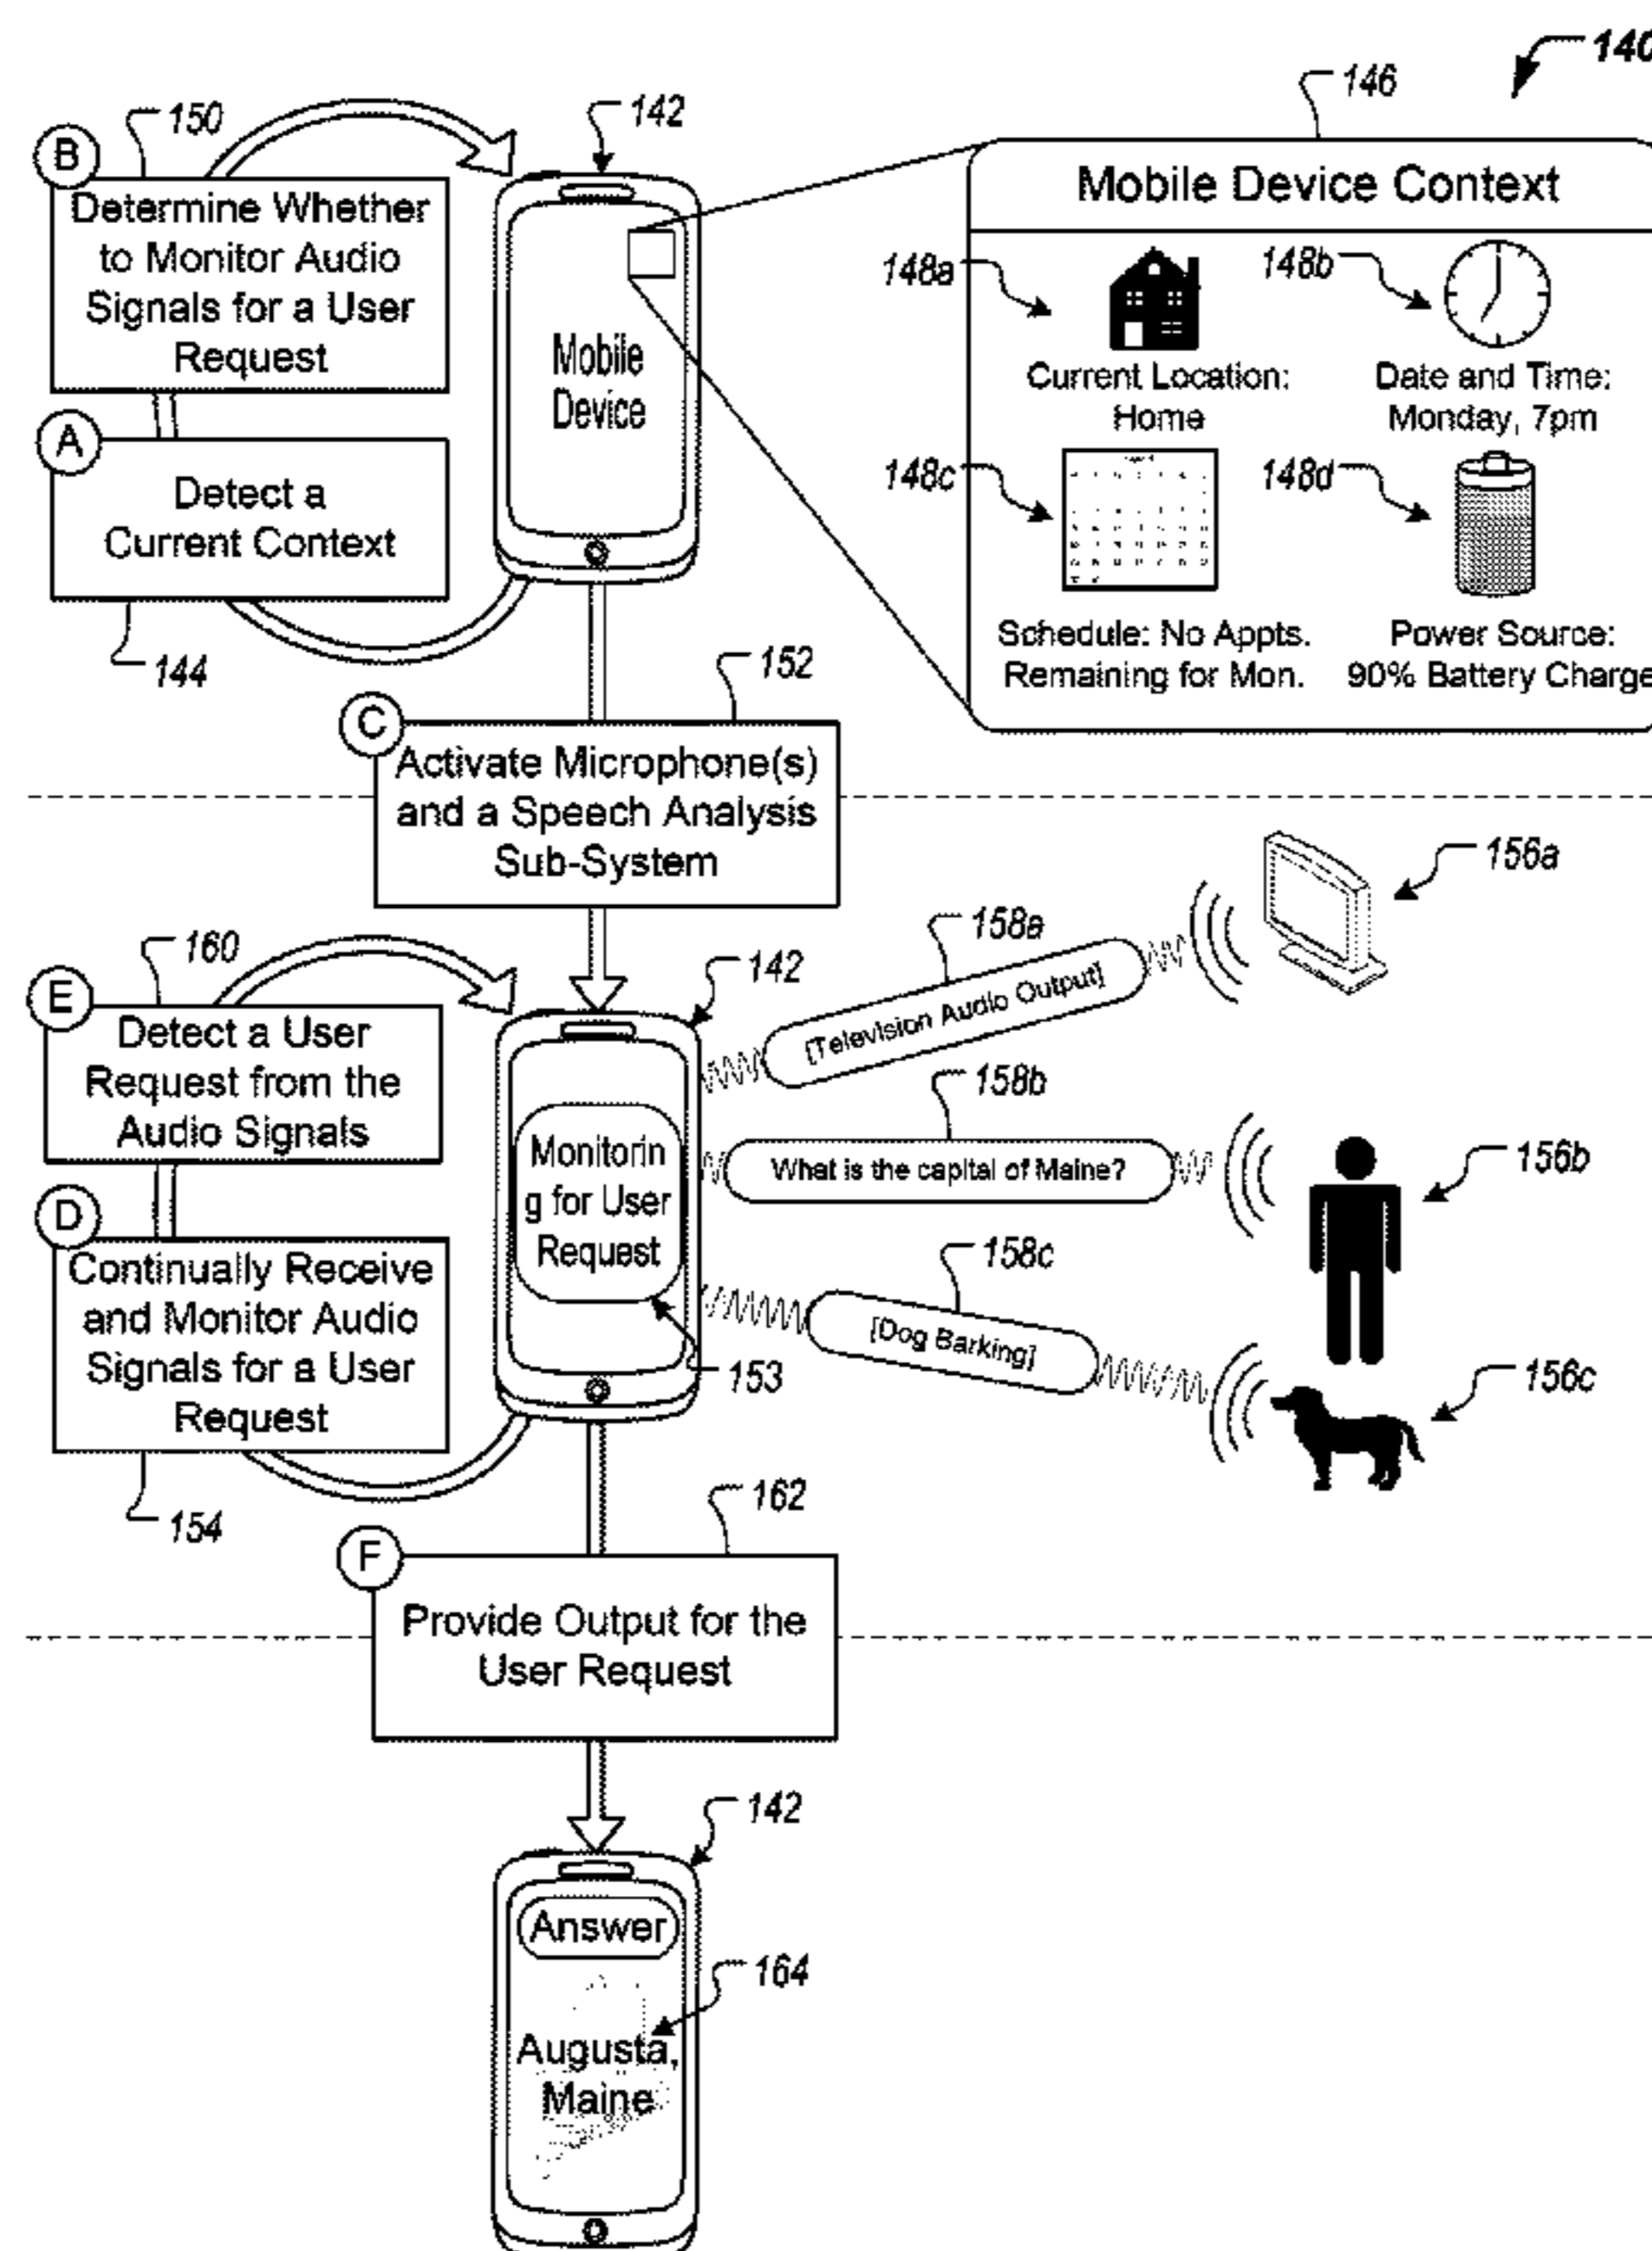 140
146
150
142
B
Determine Whether
to Monitor Audio
Signals for a User
Request
A
Detect a
Current Context
144
Mobile
Device
Mobile Device Context
148a
Current Location:
Home
148b
Date and Time:
Monday, 7pm
148c
Schedule: No Appts.
Remaining for Mon.
148d
Power Source:
90% Battery Charge
152
C
Activate Microphone(s)
and a Speech Analysis
Sub-System
160
E
Detect a User
Request from the
Audio Signals
D
Continually Receive
and Monitor Audio
Signals for a User
Request
154
142
Monitorin
g for User
Request
153
158a
[Television Audio Output]
156a
158b
What is the capital of Maine?
156b
158c
[Dog Barking]
156c
162
F
Provide Output for the
User Request
142
Answer
164
Augusta,
Maine